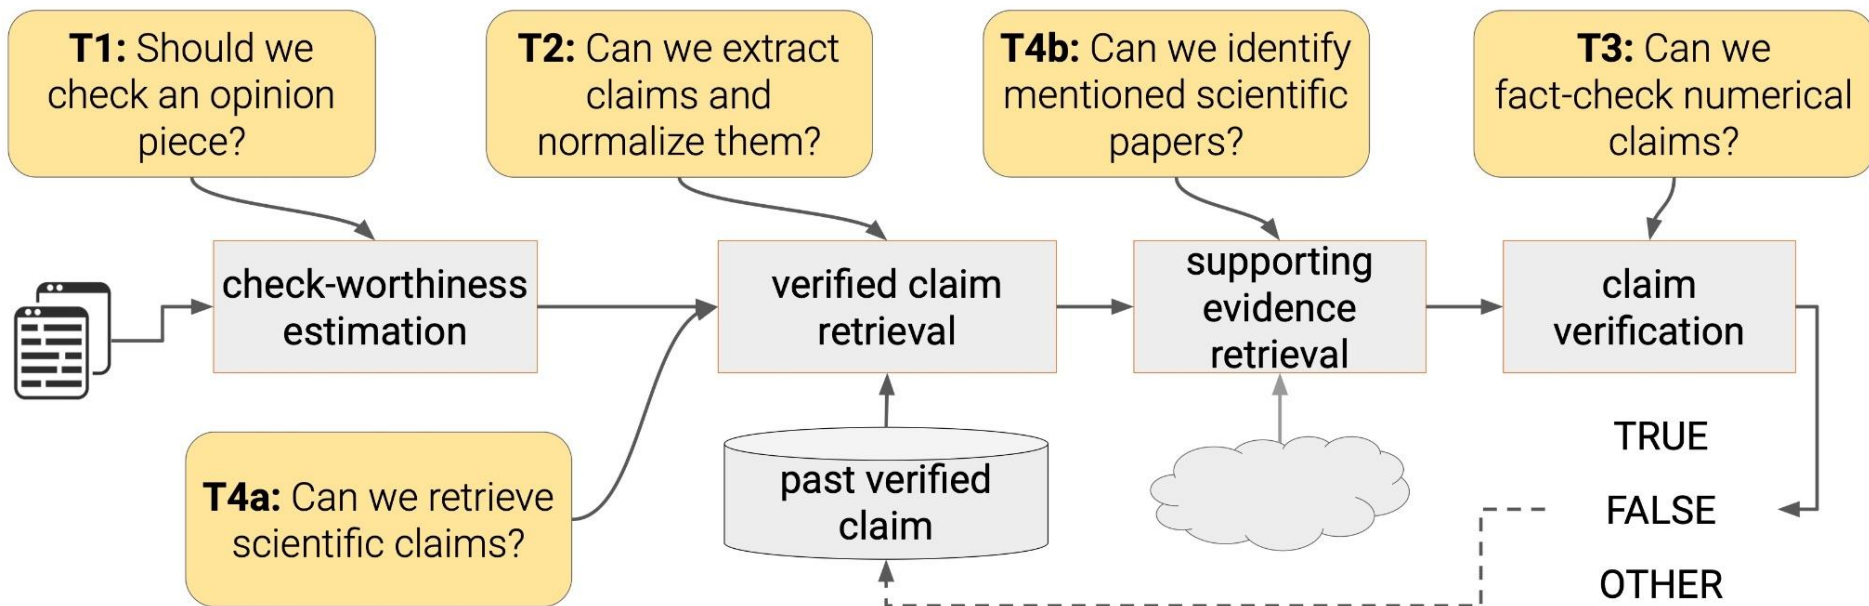 T1: Should we
check an opinion
piece?
T2: Can we extract
claims and
normalize them?
T4b: Can we identify
mentioned scientific
papers?
T3: Can we
fact-check numerical
claims?
check-worthiness
estimation
verified claim
retrieval
supporting
evidence
retrieval
claim
verification
T4a: Can we retrieve
scientific claims?
past verified
claim
TRUE
FALSE
OTHER